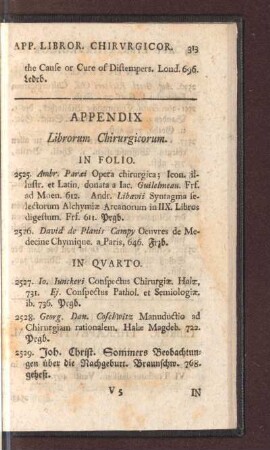 APP. LIBROR. CHIRVRGICOR. 313
the Cause or Cure of Distempers. Lond. 696.
Ledrb.
APPENDIX
Librorum Chirurgicorum.
IN FOLIO.
2525. Ambr. Paræi Opera chirurgica; Icon. il-
lustr. et Latin, donata a Iac. Guilelmeau. Frf.
ad Moen. 612. Andr. Libavii Syntagma se-
lectorum Alchymiæ Arcanorum in IIX. Libros
digestum. Frf. 611. Prgb.
2526. David de Planis Campy Oeuvres de Me-
decine Chymique. a Paris, 646. Frzb.
IN QVARTO.
2527. Io. Iunckeri Conspectus Chirurgiæ. Halæ,
731. Ej. Conspectus Pathol. et Semiologiæ,
ib. 736. Prgb.
2528. Georg. Dan. Coschwitz Manuductio ad
Chirurgiam rationalem, Halæ Magdeb. 722.
Prgb.
2529. Joh. Christ. Sommers Beobachtun-
gen über die Nachgeburt. Braunschw. 768.
geheft.
V 5 IN